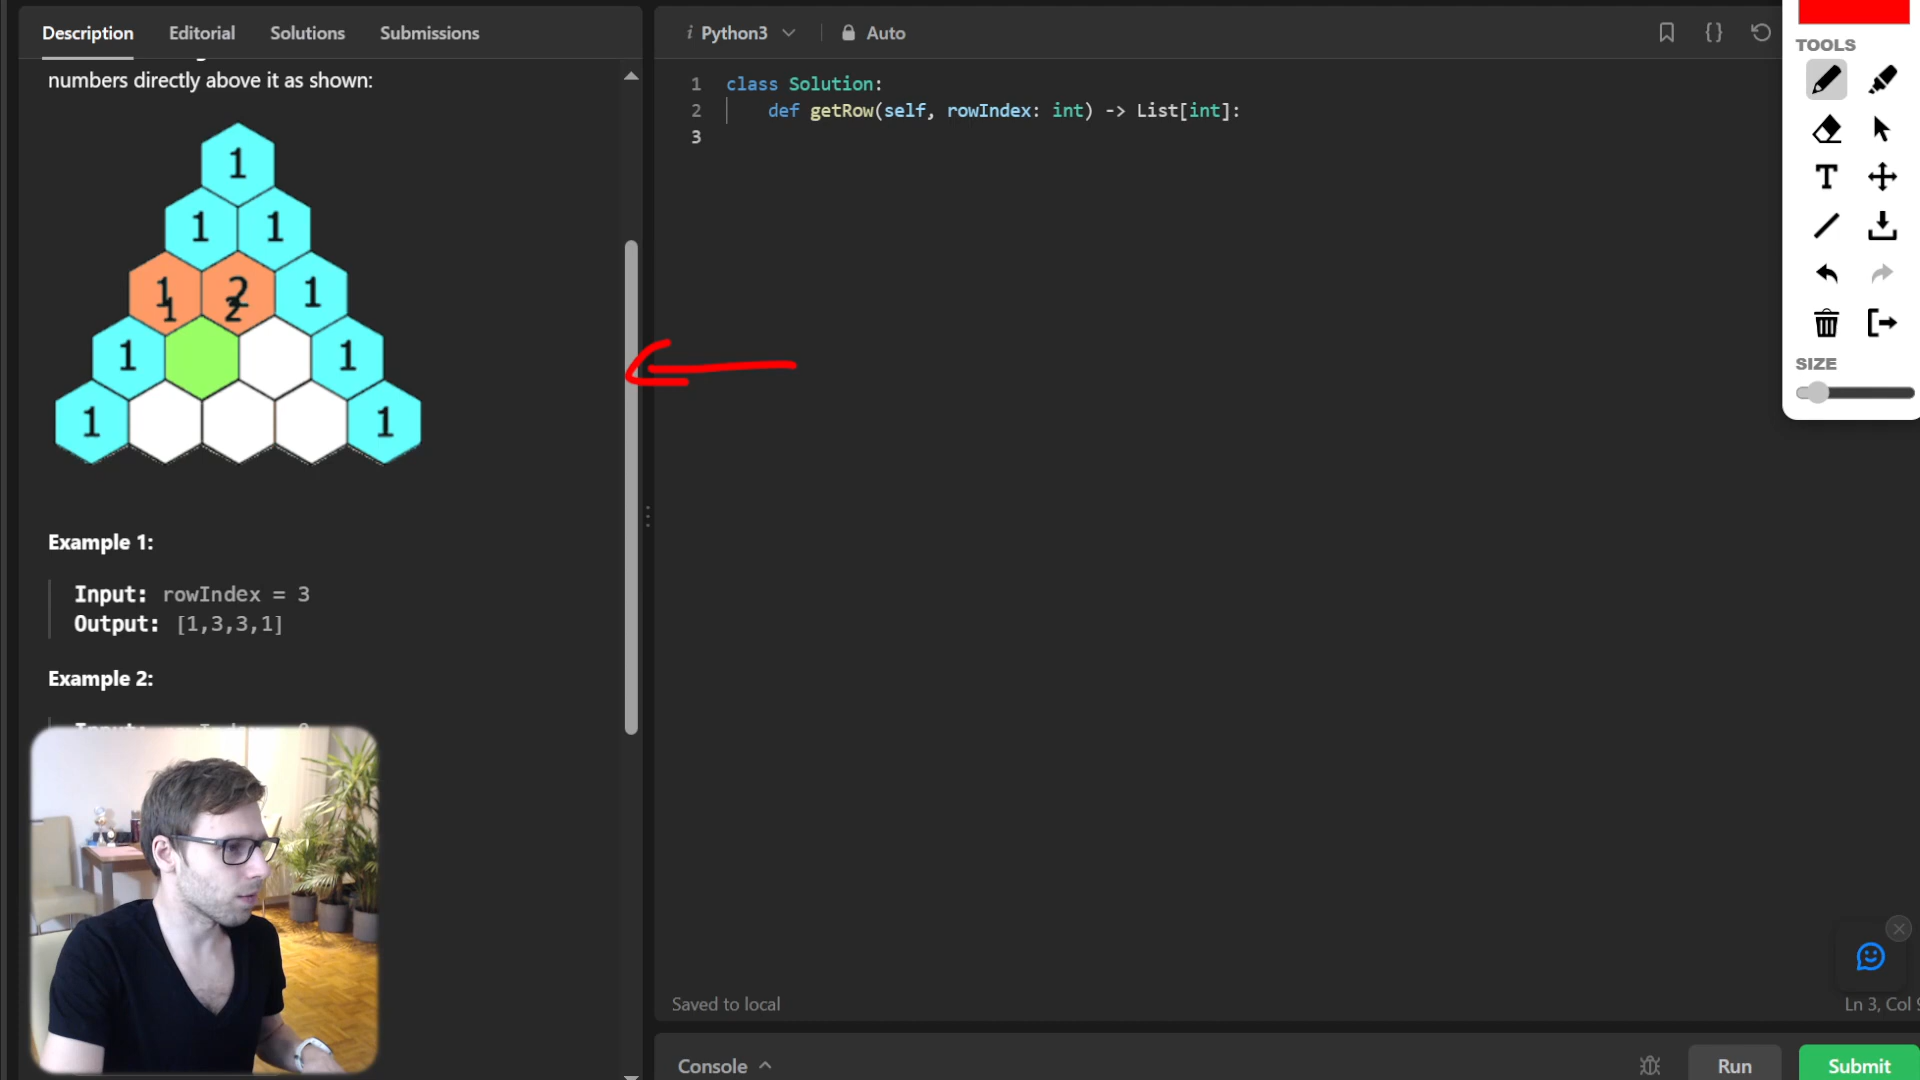 Description Editorial Solutions Submissions
numbers directly above it as shown:
1
1 1
1 2 1
1 2
1 1
1 1
Example 1:
Input: rowIndex = 3
Output: [1,3,3,1]
Example 2:
i Python3 Auto
1 class Solution:
2 def getRow(self, rowIndex: int) -> List[int]:
3
Saved to local
Ln 3, Col
Console
Run
Submit
TOOLS
T
SIZE